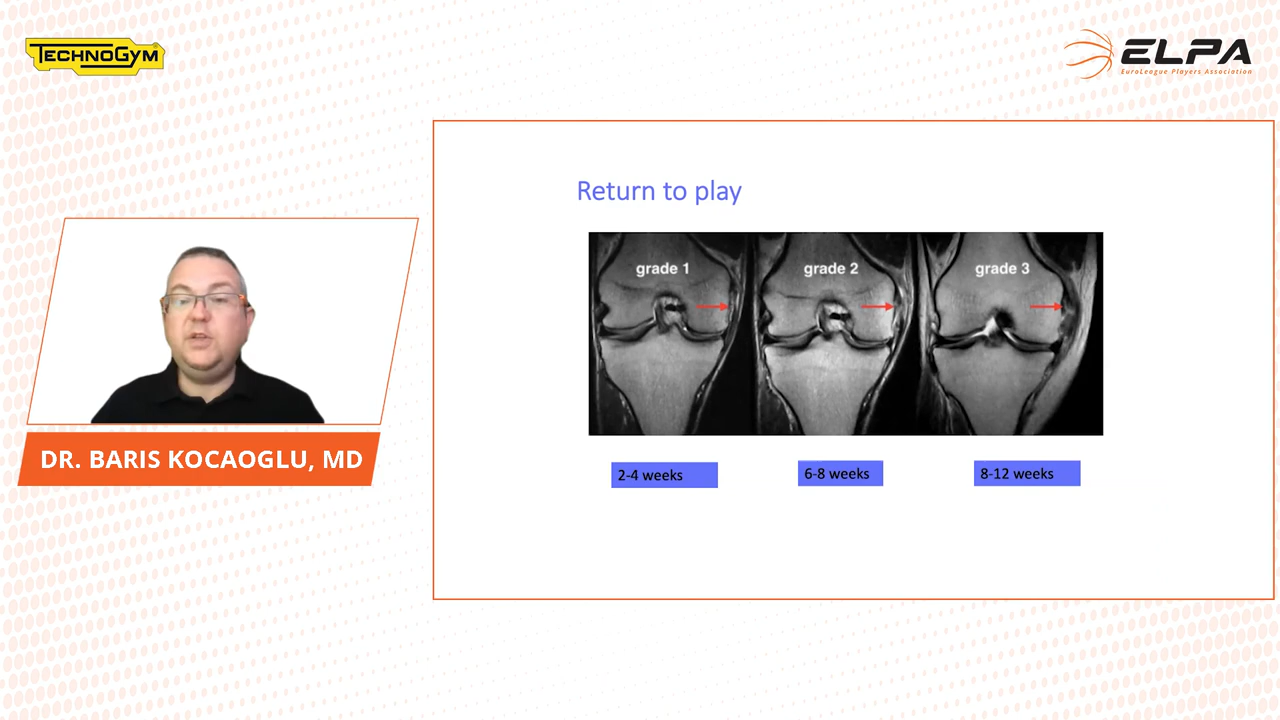 TECHNOGYM
ELPA
EuroLeague Players Association
Return to play
grade 1
grade 2
grade 3
2-4 weeks
6-8 weeks
8-12 weeks
DR. BARIS KOCAOGLU, MD